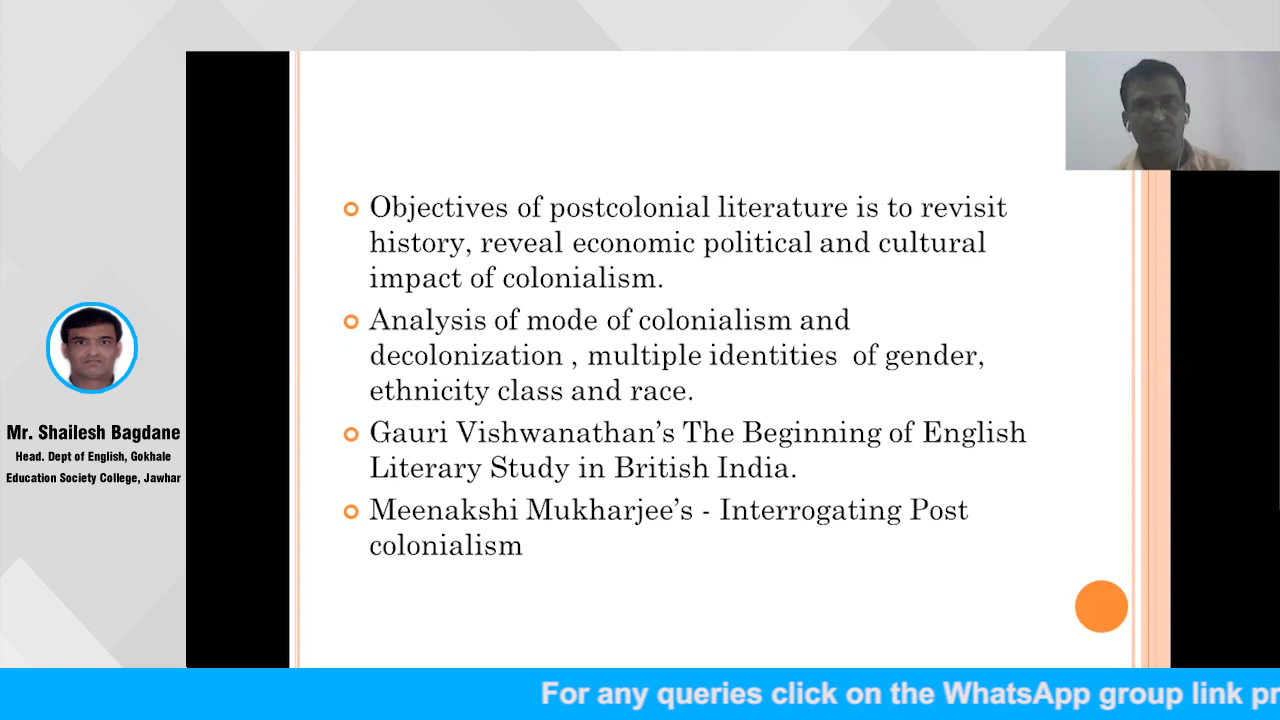 Objectives of postcolonial literature is to revisit
history, reveal economic political and cultural
impact of colonialism.
Analysis of mode of colonialism and
decolonization , multiple identities of gender,
ethnicity class and race.
Gauri Vishwanathan’s The Beginning of English
Literary Study in British India.
Meenakshi Mukharjee’s - Interrogating Post
colonialism
Mr. Shailesh Bagdane
Head. Dept of English, Gokhale
Education Society College, Jawhar
For any queries click on the WhatsApp group link pr